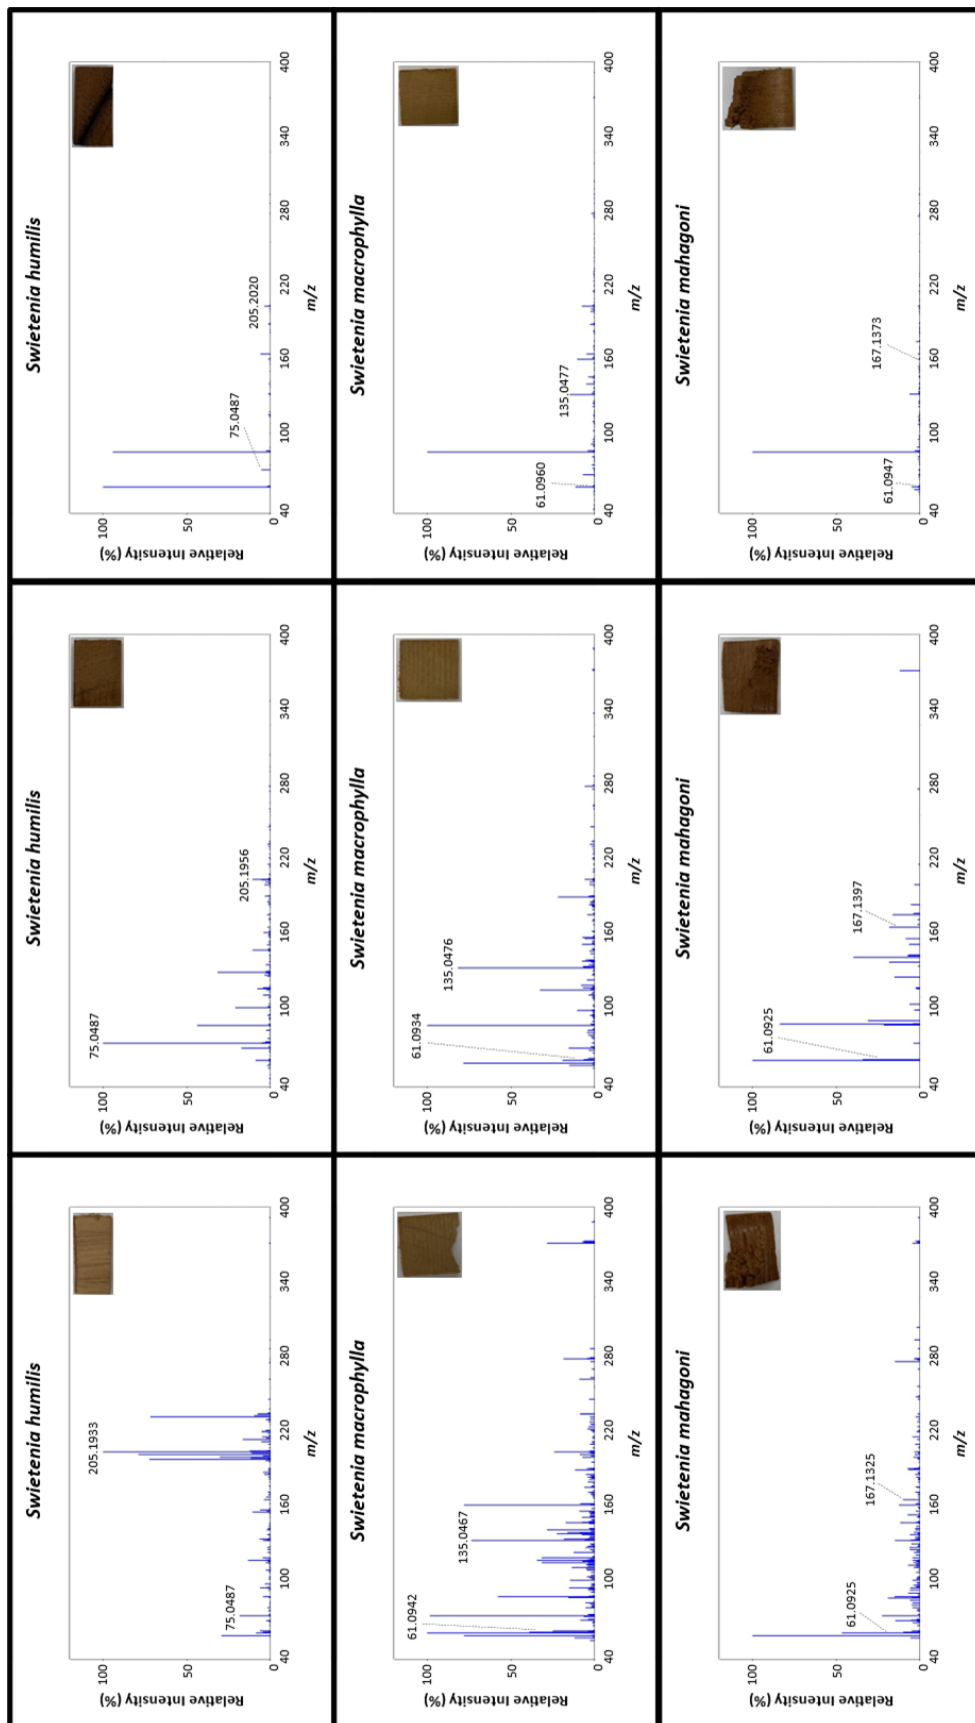 Swietenia humilis
Relative Intensity (%)
100
50
0
75.0487
205.1933
40 100 160 220 280 340 400
m/z
Swietenia humilis
Relative Intensity (%)
100
50
0
75.0487
205.1956
40 100 160 220 280 340 400
m/z
Swietenia humilis
Relative Intensity (%)
100
50
0
75.0487
205.2020
40 100 160 220 280 340 400
m/z
Swietenia macrophylla
Relative Intensity (%)
100
50
0
61.0942
135.0467
40 100 160 220 280 340 400
m/z
Swietenia macrophylla
Relative Intensity (%)
100
50
0
61.0934
135.0476
40 100 160 220 280 340 400
m/z
Swietenia macrophylla
Relative Intensity (%)
100
50
0
61.0960
135.0477
40 100 160 220 280 340 400
m/z
Swietenia mahagoni
Relative Intensity (%)
100
50
0
61.0925
167.1325
40 100 160 220 280 340 400
m/z
Swietenia mahagoni
Relative Intensity (%)
100
50
0
61.0925
167.1397
40 100 160 220 280 340 400
m/z
Swietenia mahagoni
Relative Intensity (%)
100
50
0
61.0947
167.1373
40 100 160 220 280 340 400
m/z